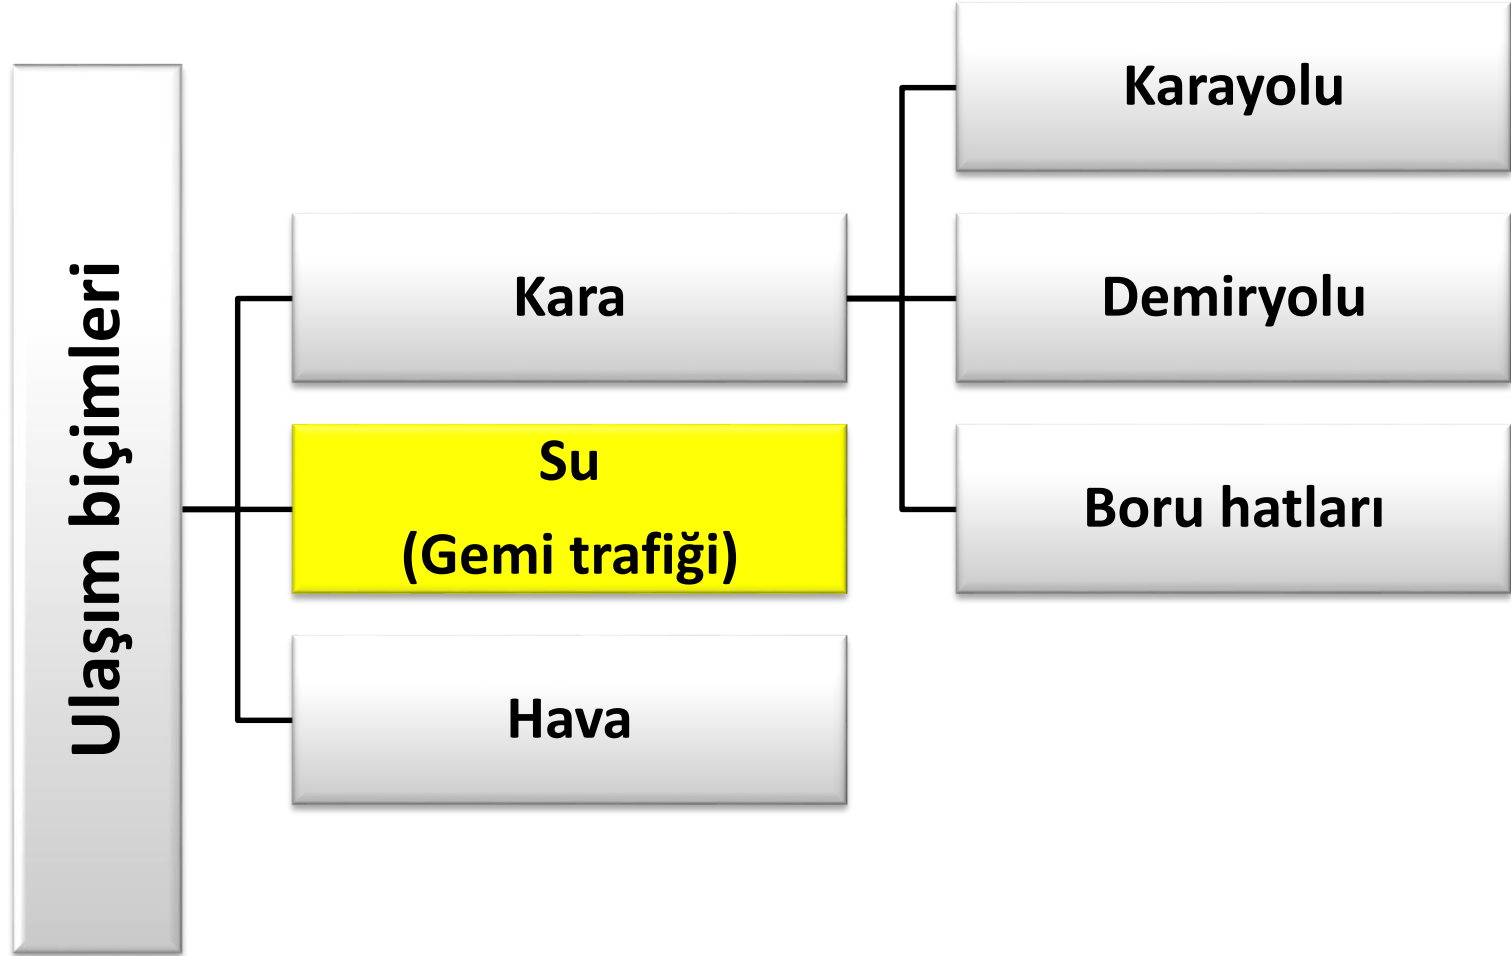 Ulaşım biçimleri
Kara
Su
(Gemi trafiği)
Hava
Karayolu
Demiryolu
Boru hatları